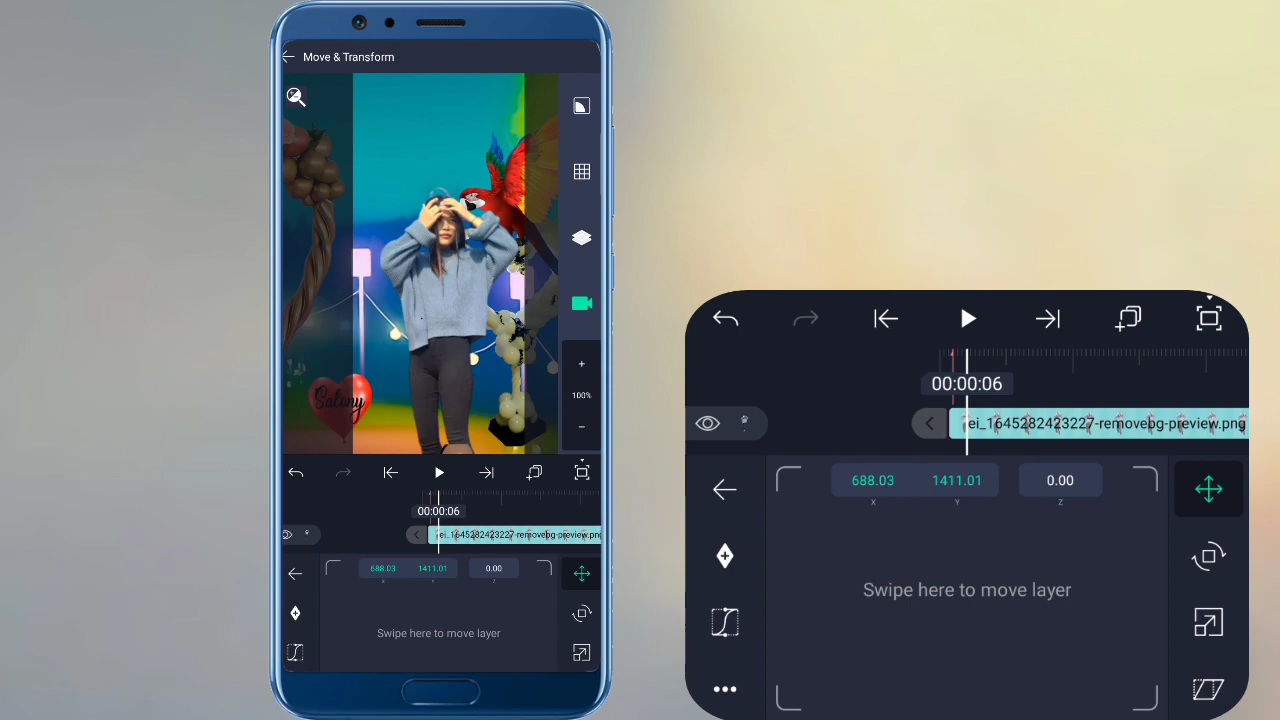 Move & Transform
Satony
100%
00:00:06
ei_1645282423227-removebg-preview.png
688.03 1411.01 0.00
X Y Z
Swipe here to move layer
00:00:06
ei_1645282423227-removebg-preview.png
688.03 1411.01 0.00
X Y Z
Swipe here to move layer